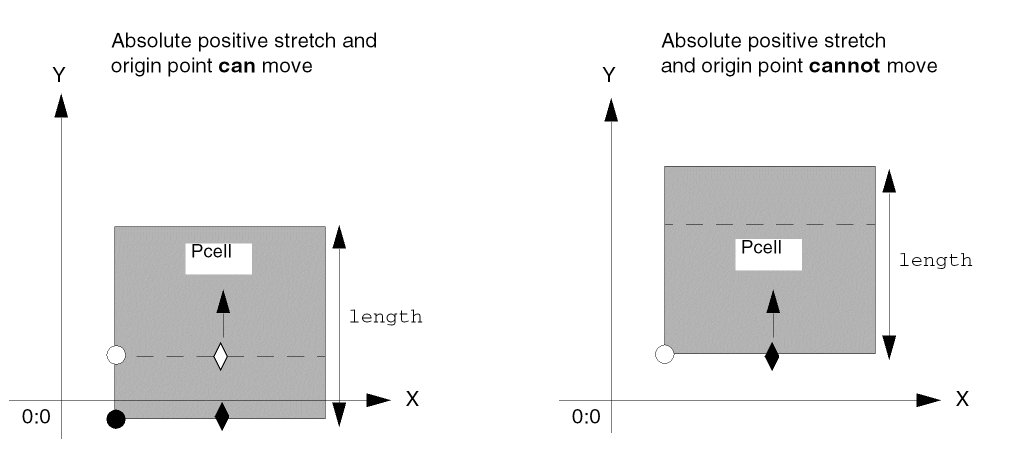 Absolute positive stretch and
origin point can move
Y
Pcell
length
X
0:0
Absolute positive stretch
and origin point cannot move
Y
Pcell
length
X
0:0